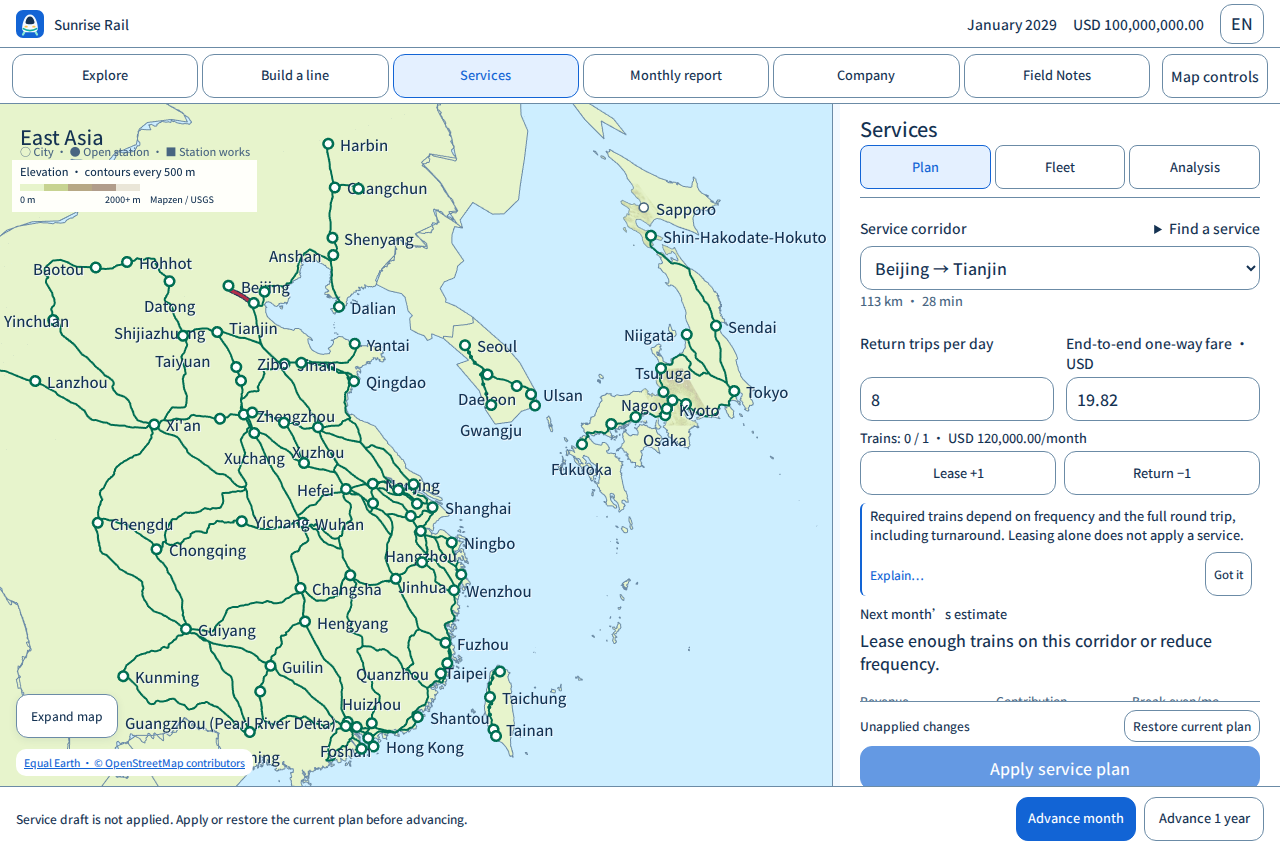 Sunrise Rail
January 2029
USD 100,000,000.00
EN
Explore
Build a line
Services
Monthly report
Company
Field Notes
Map controls
East Asia
City • Open station • Station works
Elevation • contours every 500 m
0 m
2000+ m
Mapzen / USGS
Harbin
Changchun
Shenyang
Anshan
Baotou
Hohhot
Beijing
Datong
Dalian
Yinchuan
Shijiazhuang
Tianjin
Yantai
Taiyuan
Zibo
Jinan
Qingdao
Lanzhou
Xi'an
Zhengzhou
Xuchang
Xuzhou
Hefei
Nanjing
Shanghai
Chengdu
Yichang
Wuhan
Ningbo
Chongqing
Hangzhou
Changsha
Jinhua
Wenzhou
Guiyang
Hengyang
Fuzhou
Guilin
Quanzhou
Taipei
Kunming
Huizhou
Taichung
Guangzhou (Pearl River Delta)
Shantou
Tainan
Foshan
Hong Kong
Sapporo
Shin-Hakodate-Hokuto
Sendai
Niigata
Seoul
Tsuruga
Tokyo
Daejeon
Ulsan
Kyoto
Gwangju
Osaka
Fukuoka
Expand map
Equal Earth • © OpenStreetMap contributors
Services
Plan
Fleet
Analysis
Service corridor
▶ Find a service
Beijing → Tianjin
113 km • 28 min
Return trips per day
End-to-end one-way fare •
USD
8
19.82
Trains: 0 / 1 • USD 120,000.00/month
Lease +1
Return −1
Required trains depend on frequency and the full round trip,
including turnaround. Leasing alone does not apply a service.
Explain…
Got it
Next month’s estimate
Lease enough trains on this corridor or reduce
frequency.
Revenue
Contribution
Break-even/mo
Unapplied changes
Restore current plan
Apply service plan
Service draft is not applied. Apply or restore the current plan before advancing.
Advance month
Advance 1 year